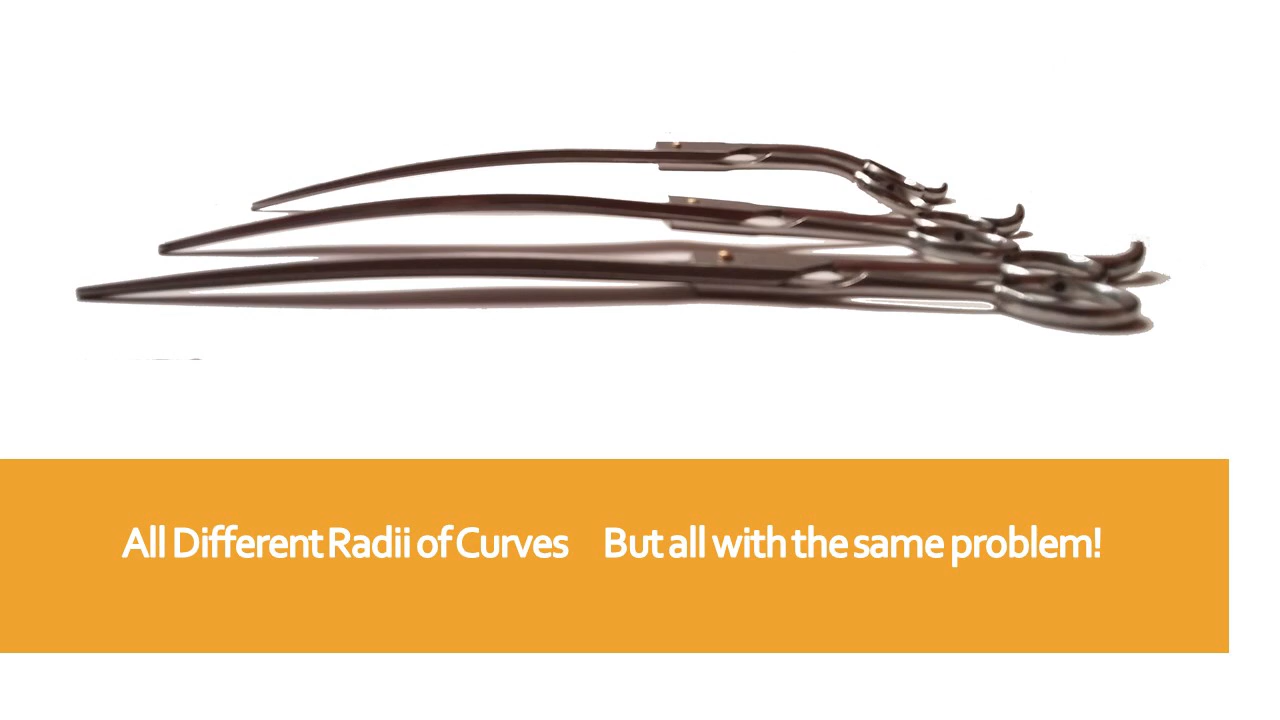 All Different Radii of Curves But all with the same problem!